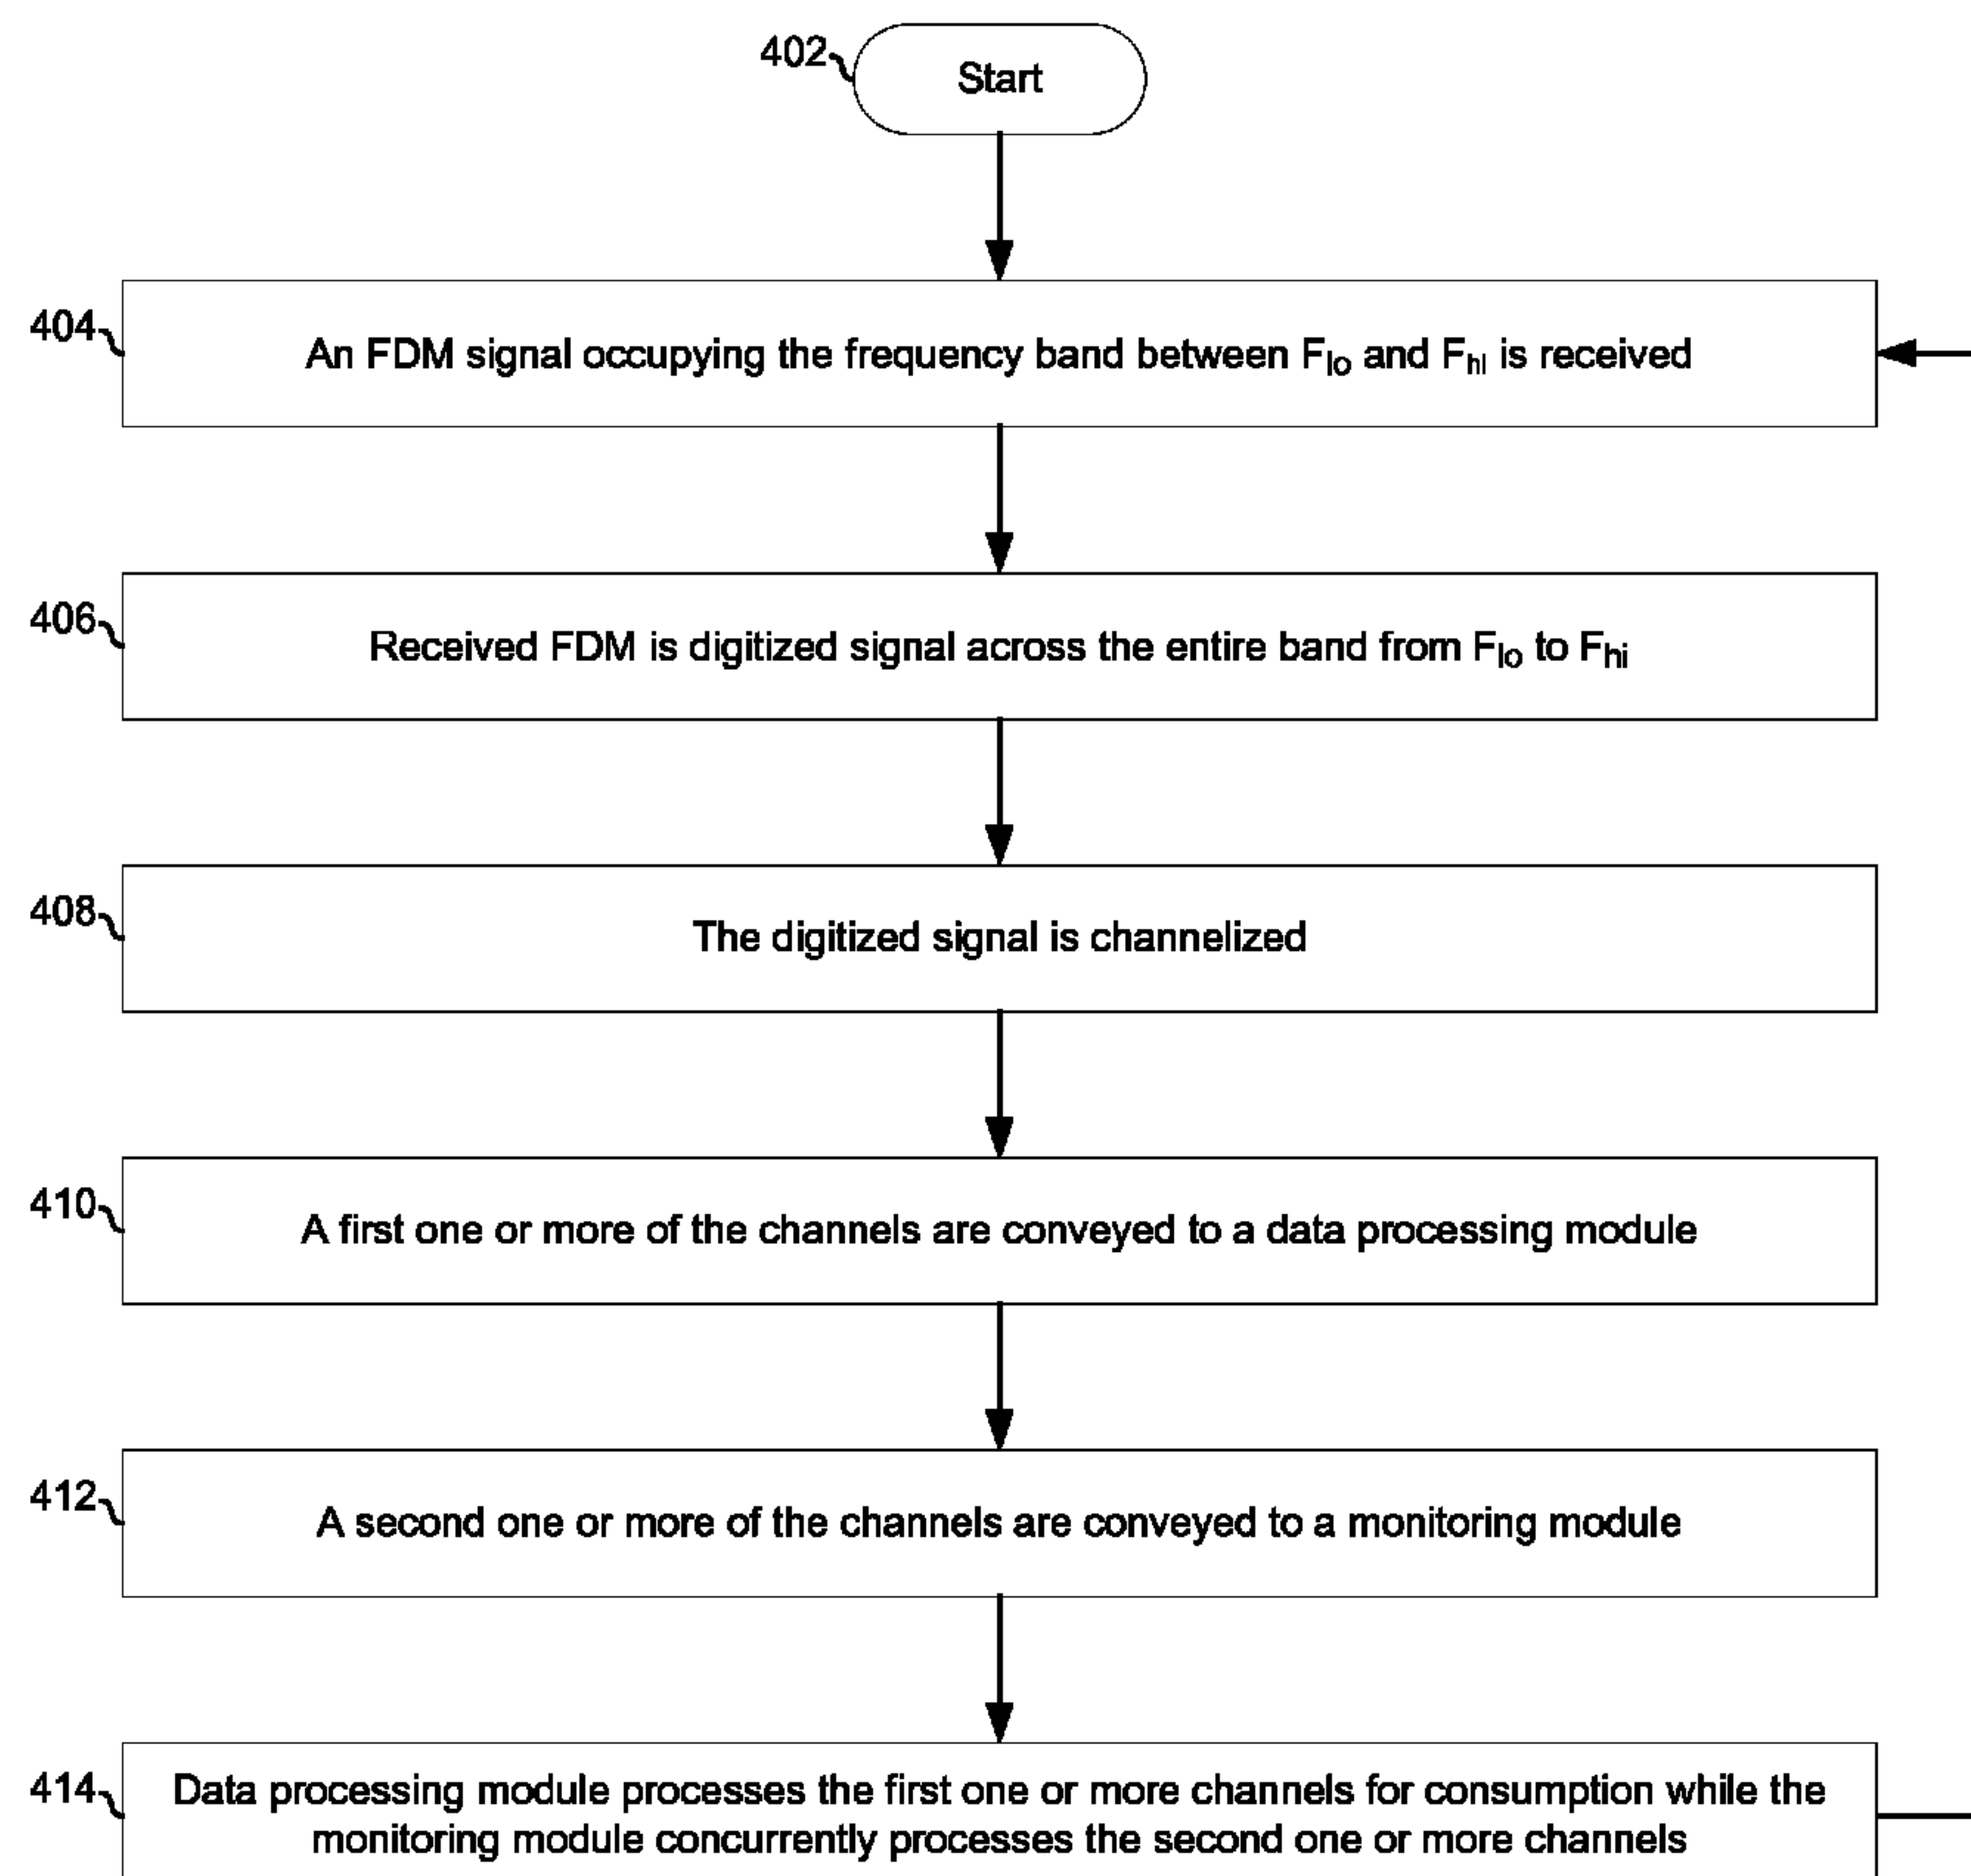 402
Start
404
An FDM signal occupying the frequency band between Flo and Fhl is received
406
Received FDM is digitized signal across the entire band from Flo to Fhi
408
The digitized signal is channelized
410
A first one or more of the channels are conveyed to a data processing module
412
A second one or more of the channels are conveyed to a monitoring module
414
Data processing module processes the first one or more channels for consumption while the
monitoring module concurrently processes the second one or more channels